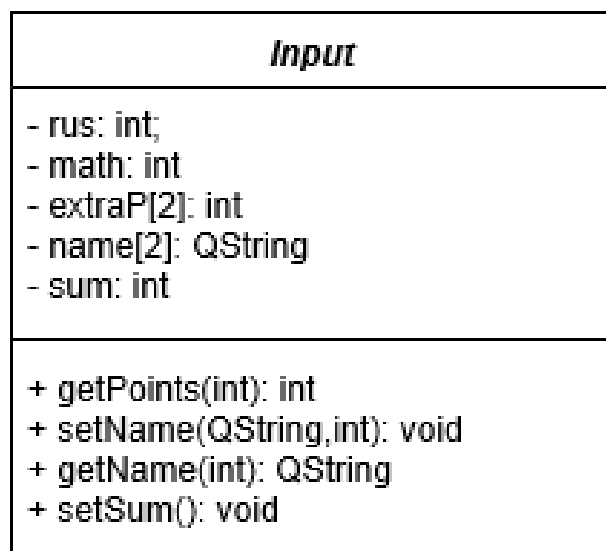 Input
- rus: int;
- math: int
- extraP[2]: int
- name[2]: QString
- sum: int
+ getPoints(int): int
+ setName(QString,int): void
+ getName(int): QString
+ setSum(): void